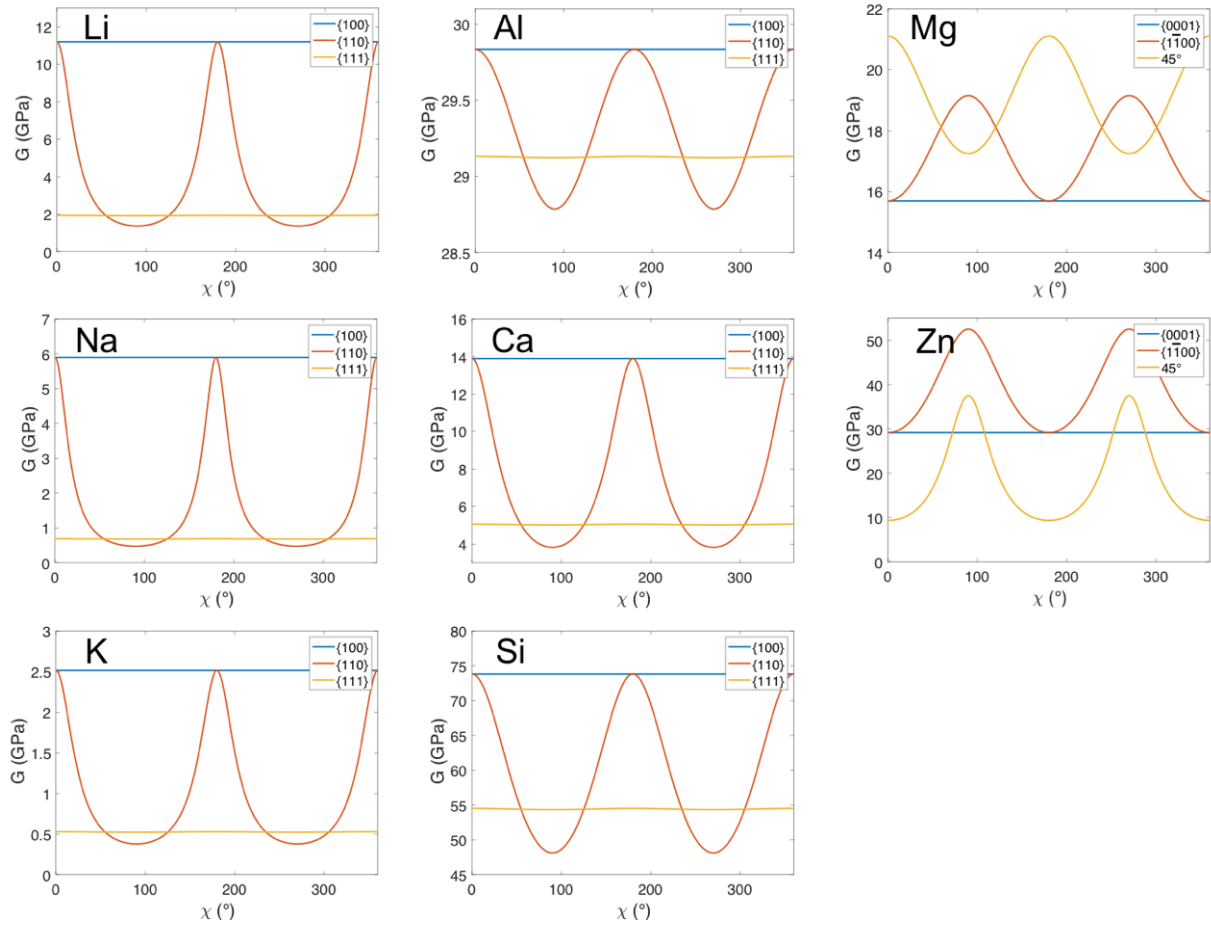 Li
{100}
{110}
{111}
G (GPa)
12
10
8
6
4
2
0
0 100 200 300
χ (°)
Al
{100}
{110}
{111}
G (GPa)
30
29.5
29
28.5
0 100 200 300
χ (°)
Mg
{0001}
{11̅00}
45°
G (GPa)
22
20
18
16
14
0 100 200 300
χ (°)
Na
{100}
{110}
{111}
G (GPa)
7
6
5
4
3
2
1
0
0 100 200 300
χ (°)
Ca
{100}
{110}
{111}
G (GPa)
16
14
12
10
8
6
4
0 100 200 300
χ (°)
Zn
{0001}
{11̅00}
45°
G (GPa)
50
40
30
20
10
0
0 100 200 300
χ (°)
K
{100}
{110}
{111}
G (GPa)
3
2.5
2
1.5
1
0.5
0
0 100 200 300
χ (°)
Si
{100}
{110}
{111}
G (GPa)
80
75
70
65
60
55
50
45
0 100 200 300
χ (°)